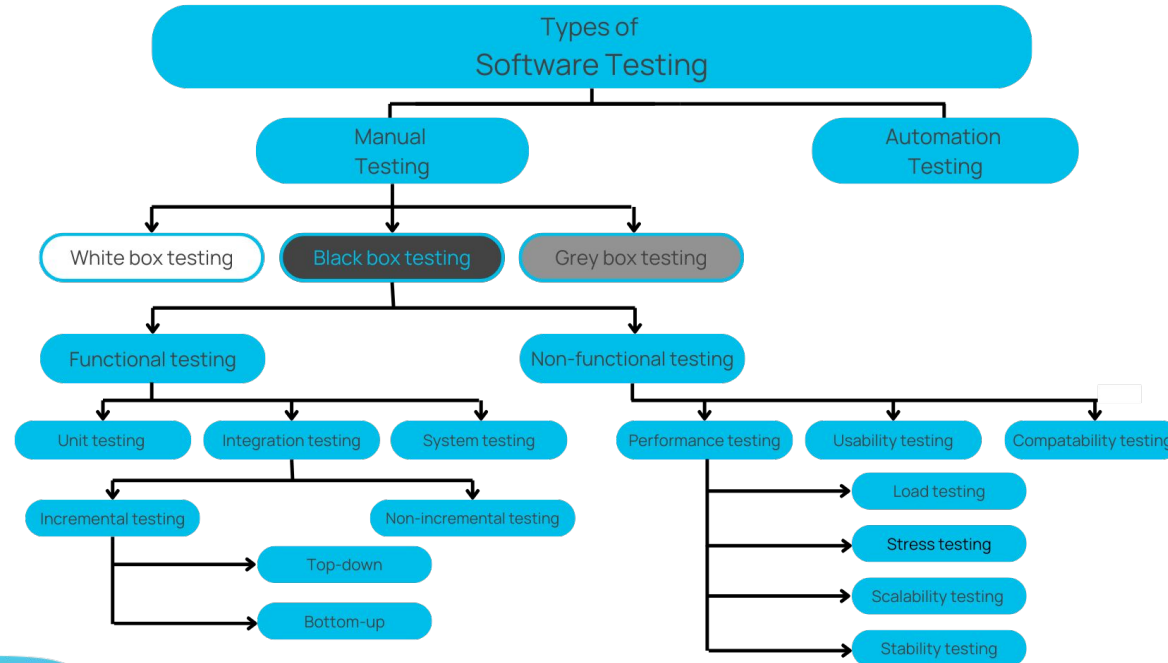 Types of
Software Testing
Manual
Testing
Automation
Testing
White box testing
Black box testing
Grey box testing
Functional testing
Non-functional testing
Unit testing
Integration testing
System testing
Performance testing
Usability testing
Compatability testing
Incremental testing
Non-incremental testing
Load testing
Stress testing
Top-down
Scalability testing
Bottom-up
Stability testing